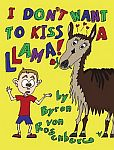 I DON'T WANT
TO KISS A
LLAMA!
by
Byron
von
Rosenberg